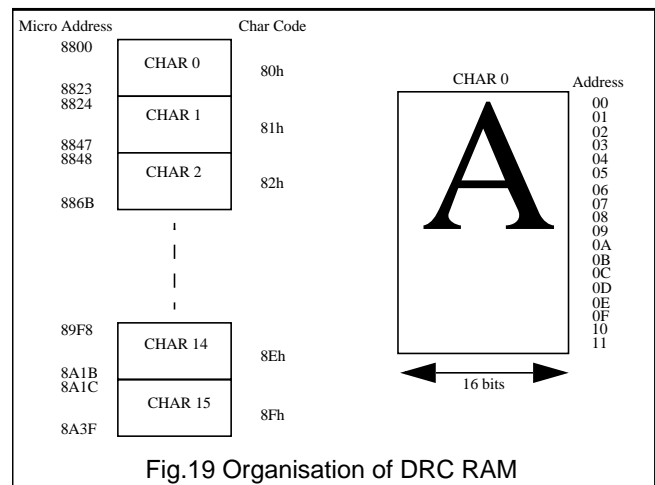 Micro Address
Char Code
8800
CHAR 0
80h
8823
8824
CHAR 1
81h
8847
8848
CHAR 2
82h
886B
89F8
CHAR 14
8Eh
8A1B
8A1C
CHAR 15
8Fh
8A3F
CHAR 0
Address
A
00
01
02
03
04
05
06
07
08
09
0A
0B
0C
0D
0E
0F
10
11
16 bits
Fig.19 Organisation of DRC RAM